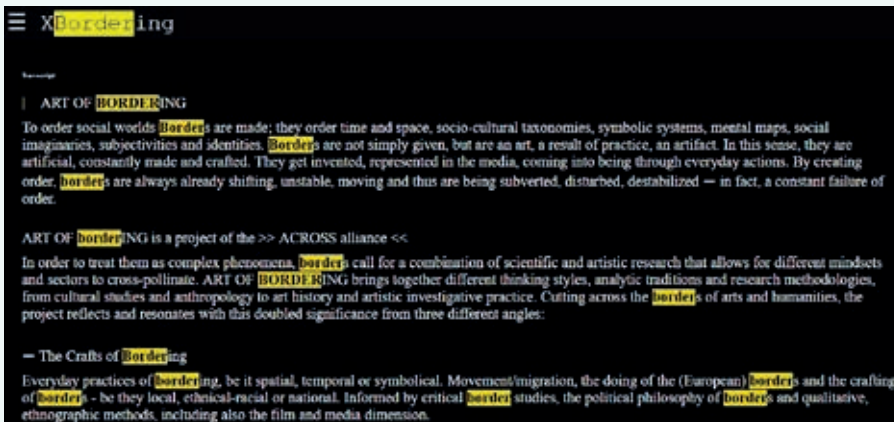 ☰ XBordering
Transcript
| ART OF BORDERING
To order social worlds Borders are made; they order time and space, socio-cultural taxonomies, symbolic systems, mental maps, social
imaginaries, subjectivities and identities. Borders are not simply given, but are an art, a result of practice, an artifact. In this sense, they are
artificial, constantly made and crafted. They get invented, represented in the media, coming into being through everyday actions. By creating
order, borders are always already shifting, unstable, moving and thus are being subverted, disturbed, destabilized — in fact, a constant failure of
order.
ART OF borderING is a project of the >> ACROSS alliance <<
In order to treat them as complex phenomena, borders call for a combination of scientific and artistic research that allows for different mindsets
and sectors to cross-pollinate. ART OF BORDERING brings together different thinking styles, analytic traditions and research methodologies,
from cultural studies and anthropology to art history and artistic investigative practice. Cutting across the borders of arts and humanities, the
project reflects and resonates with this doubled significance from three different angles:
— The Crafts of Bordering
Everyday practices of bordering, be it spatial, temporal or symbolical. Movement/migration, the doing of the (European) borders and the crafting
of borders - be they local, ethnical-racial or national. Informed by critical border studies, the political philosophy of borders and qualitative,
ethnographic methods, including also the film and media dimension.